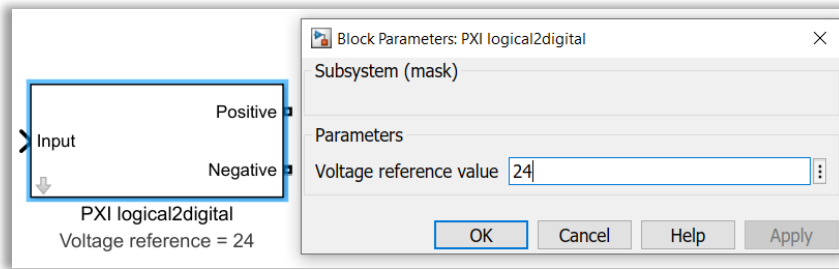 Positive
Input
Negative
PXI logical2digital
Voltage reference = 24
Block Parameters: PXI logical2digital
Subsystem (mask)
Parameters
Voltage reference value 24
OK Cancel Help Apply